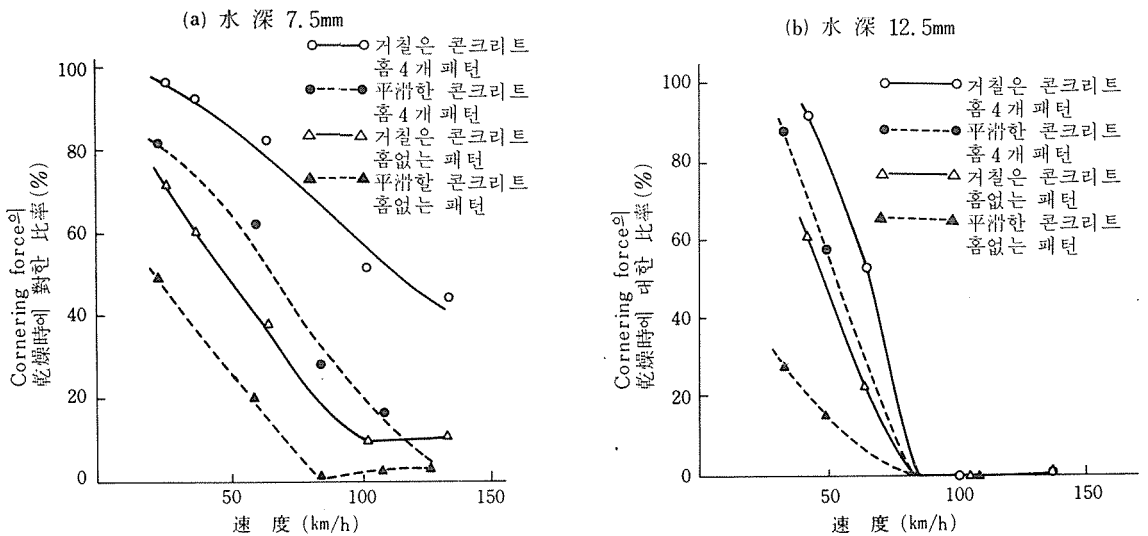 (a) 水 深 7.5mm
거칠은 콘크리트
홈 4 개 패턴
平滑한 콘크리트
홈 4 개 패턴
거칠은 콘크리트
홈없는 패턴
平滑할 콘크리트
홈없는 패턴
Cornering force의
乾燥時에 對한 比率(%)
100
80
60
40
20
0
50
100
150
速 度 (km/h)
(b) 水 深 12.5mm
거칠은 콘크리트
홈 4 개 패턴
平滑한 콘크리트
홈 4 개 패턴
거칠은 콘크리트
홈없는 패턴
平滑한 콘크리트
홈없는 패턴
Cornering force의
乾燥時에 대한 比率(%)
100
80
60
40
20
0
50
100
150
速 度 (km/h)